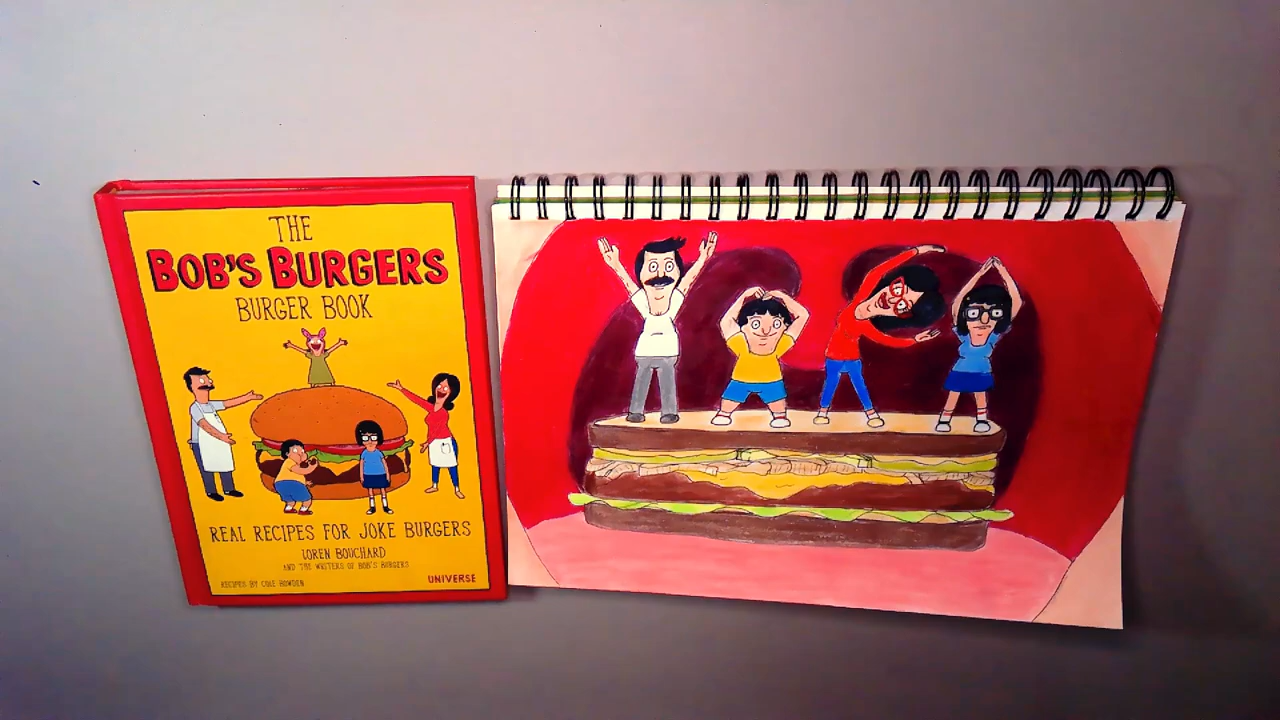 THE
BOB'S BURGERS
BURGER BOOK
REAL RECIPES FOR JOKE BURGERS
LOREN BOUCHARD
AND THE WRITERS OF BOB'S BURGERS
RECIPES BY COLE BOWDEN
UNIVERSE